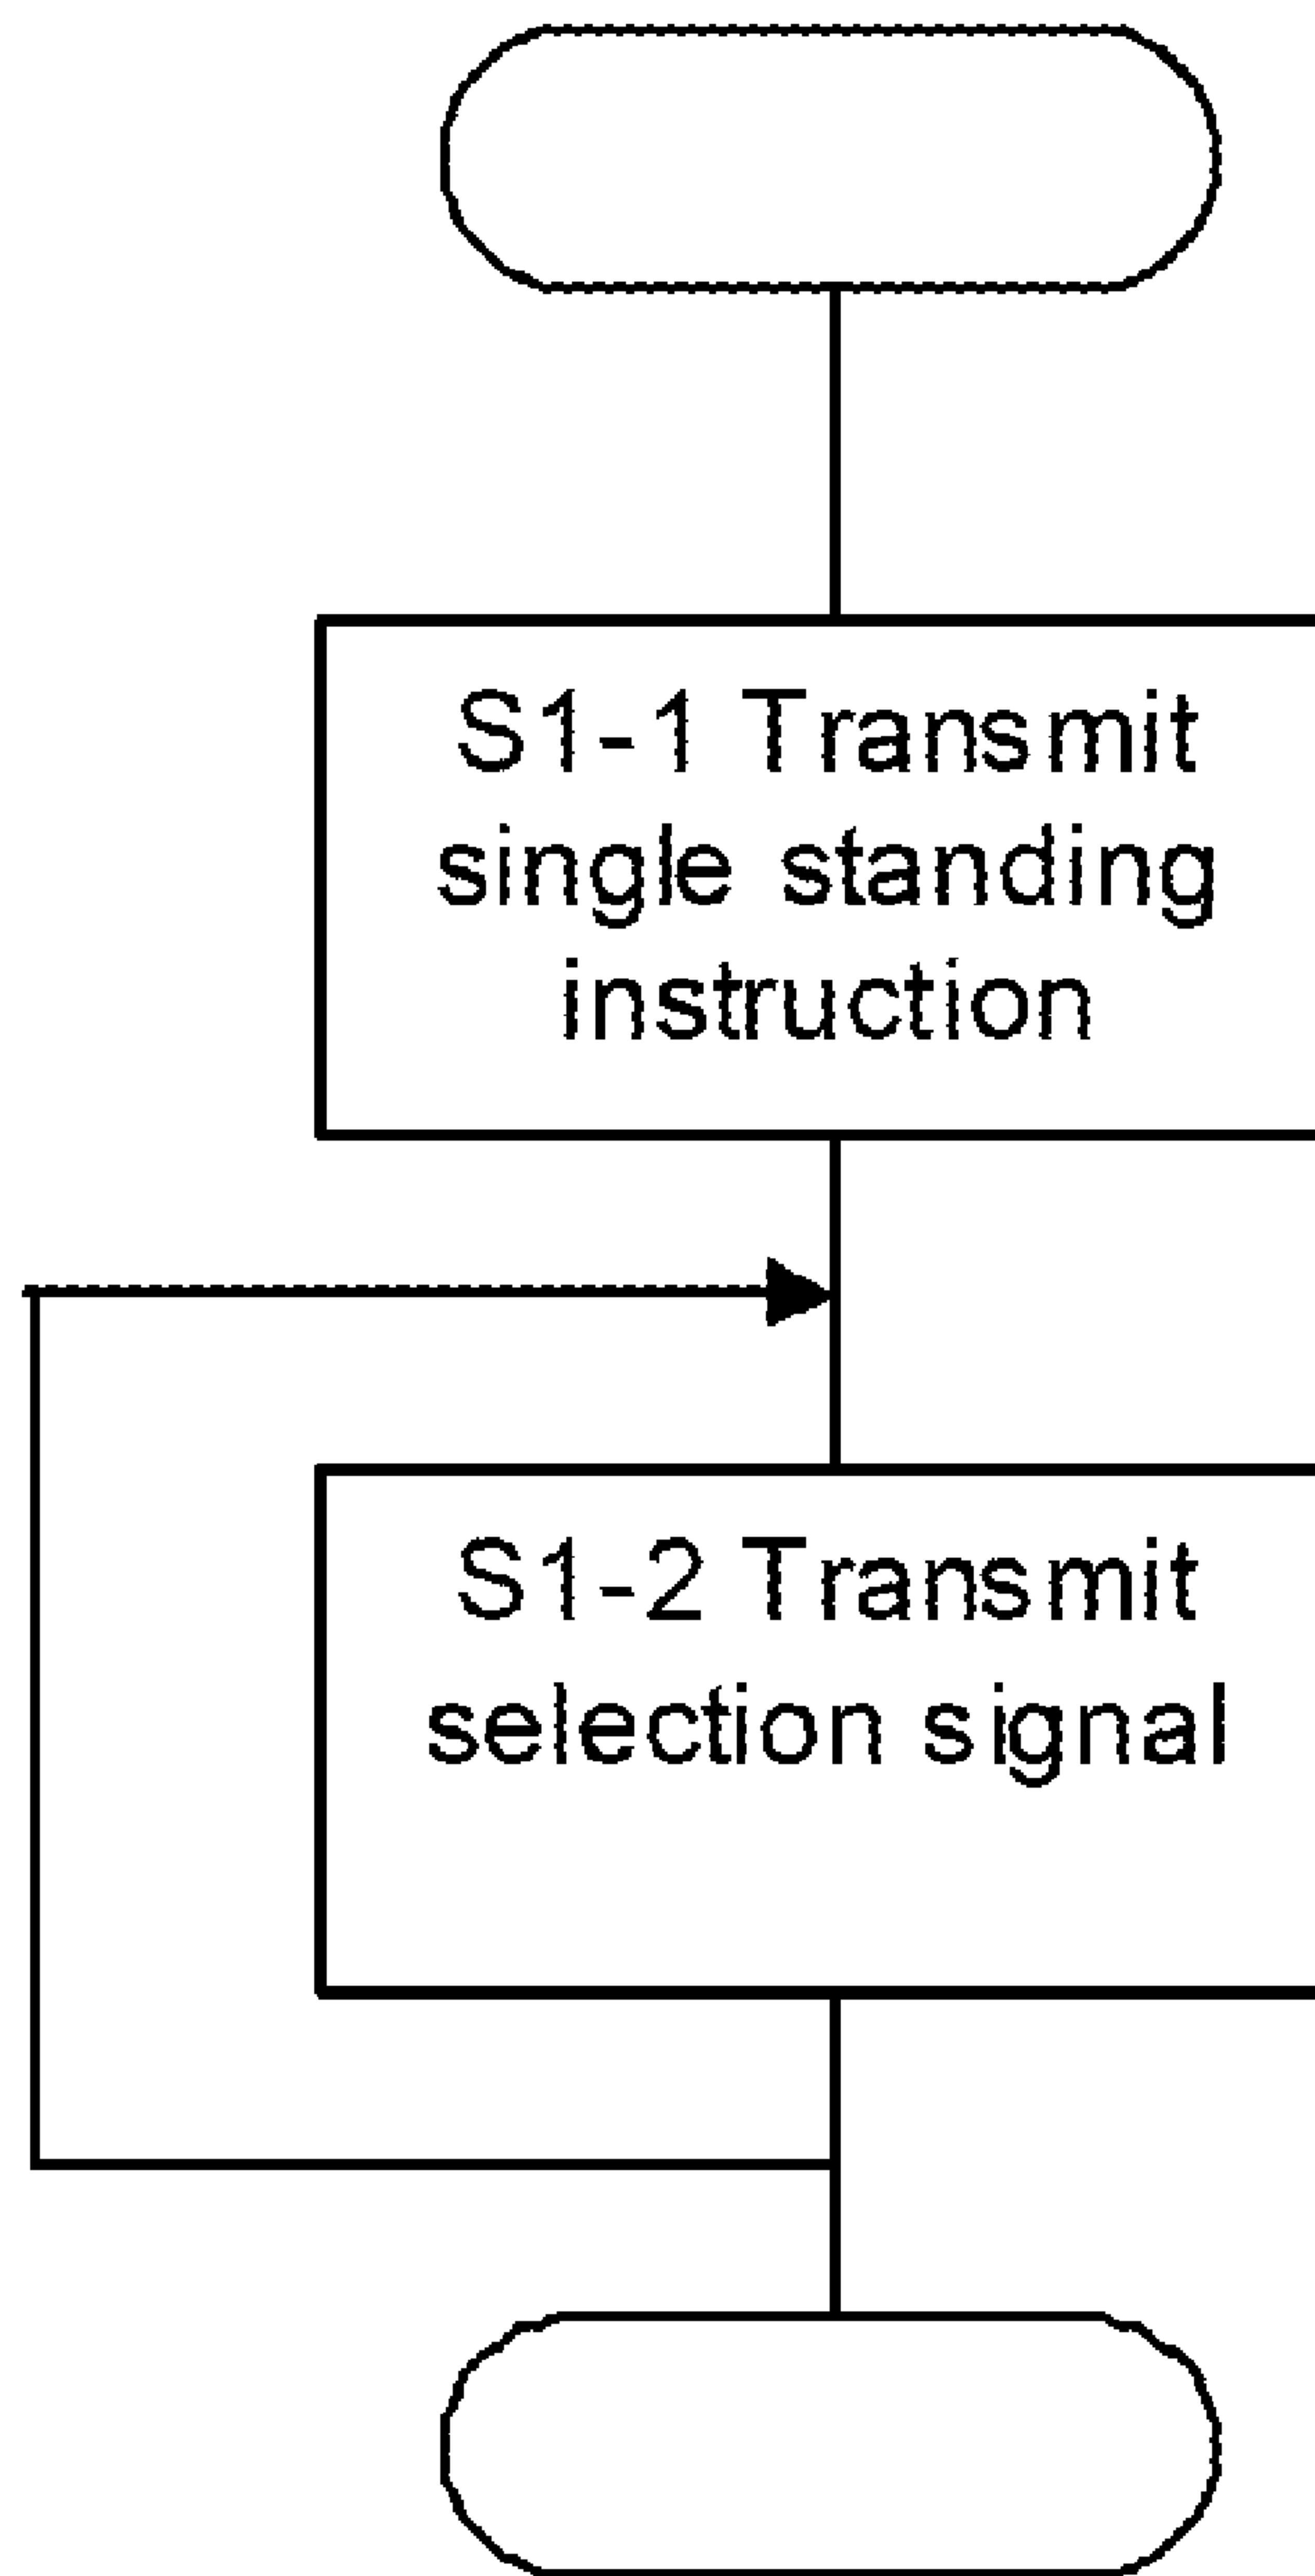 S1-1 Transmit
single standing
instruction
S1-2 Transmit
selection signal